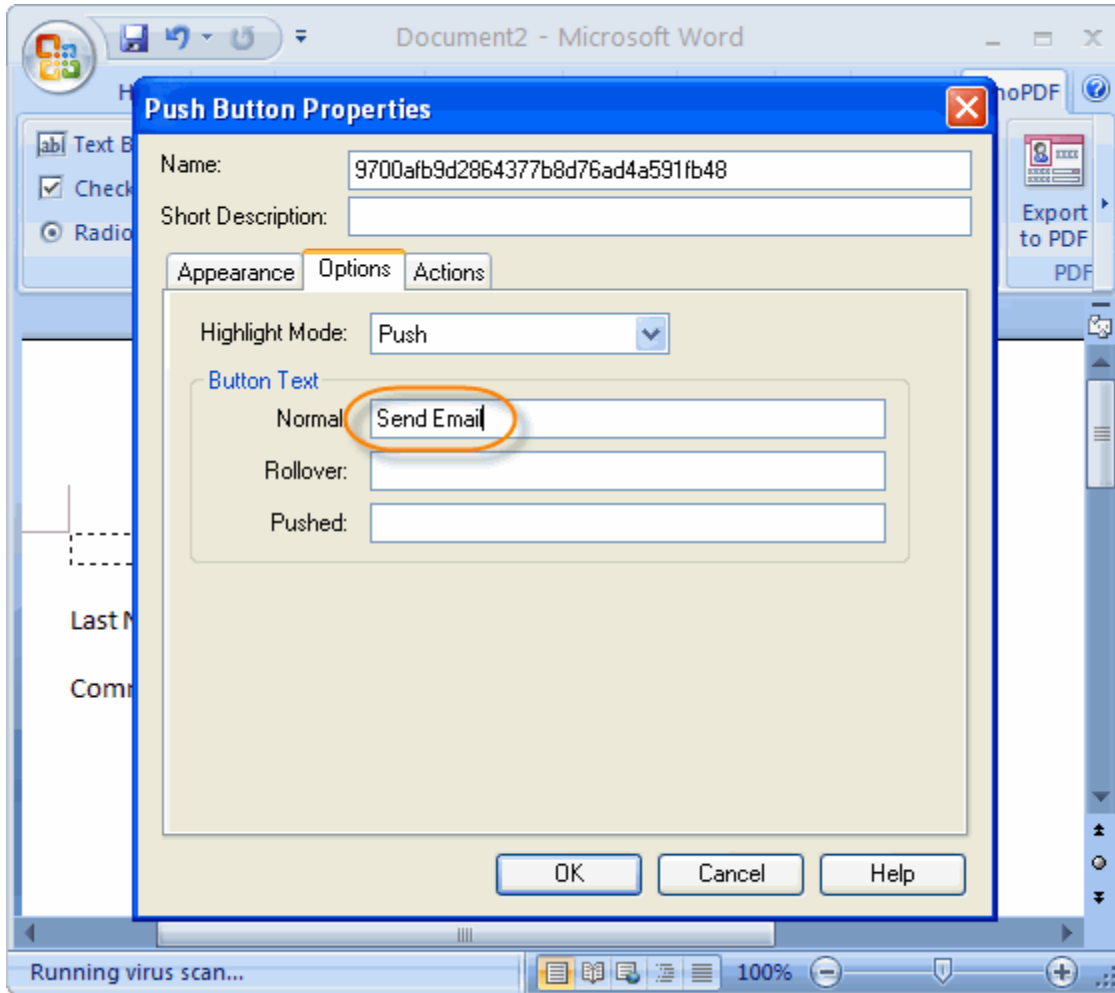 Document2 - Microsoft Word
Push Button Properties
Name:
9700afb9d2864377b8d76ad4a591fb48
Short Description:
Appearance
Options
Actions
Highlight Mode:
Push
Button Text
Normal
Send Email
Rollover:
Pushed:
OK
Cancel
Help
abl Text B
Check
Radio
noPDF
Export
to PDF
PDF
Last N
Comm
Running virus scan...
100%